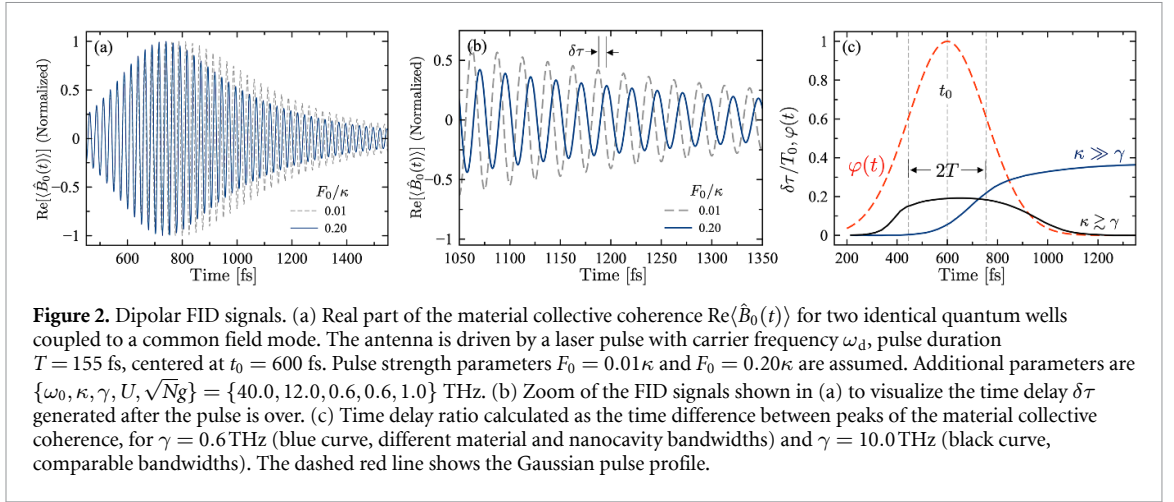 (a)
Re[⟨B̂₀(t)⟩] (Normalized)
1
0.5
0
−0.5
−1
F₀/κ
0.01
0.20
600 800 1000 1200 1400
Time [fs]
(b)
δτ
Re[⟨B̂₀(t)⟩] (Normalized)
0.5
0
-0.5
-1
F₀/κ
0.01
0.20
1100 1150 1200 1250 1300 1350
Time [fs]
(c)
δτ/T₀, φ(t)
1
0.8
0.6
0.4
0.2
0
t₀
φ(t)
2T
κ ≫ γ
κ ≳ γ
200 400 600 800 1000 1200
Time [fs]
Figure 2. Dipolar FID signals. (a) Real part of the material collective coherence Re⟨B̂₀(t)⟩ for two identical quantum wells
coupled to a common field mode. The antenna is driven by a laser pulse with carrier frequency ω_d, pulse duration
T = 155 fs, centered at t₀ = 600 fs. Pulse strength parameters F₀ = 0.01κ and F₀ = 0.20κ are assumed. Additional parameters are
{ω₀, κ, γ, U, √Ng} = {40.0, 12.0, 0.6, 0.6, 1.0} THz. (b) Zoom of the FID signals shown in (a) to visualize the time delay δτ
generated after the pulse is over. (c) Time delay ratio calculated as the time difference between peaks of the material collective
coherence, for γ = 0.6 THz (blue curve, different material and nanocavity bandwidths) and γ = 10.0 THz (black curve,
comparable bandwidths). The dashed red line shows the Gaussian pulse profile.